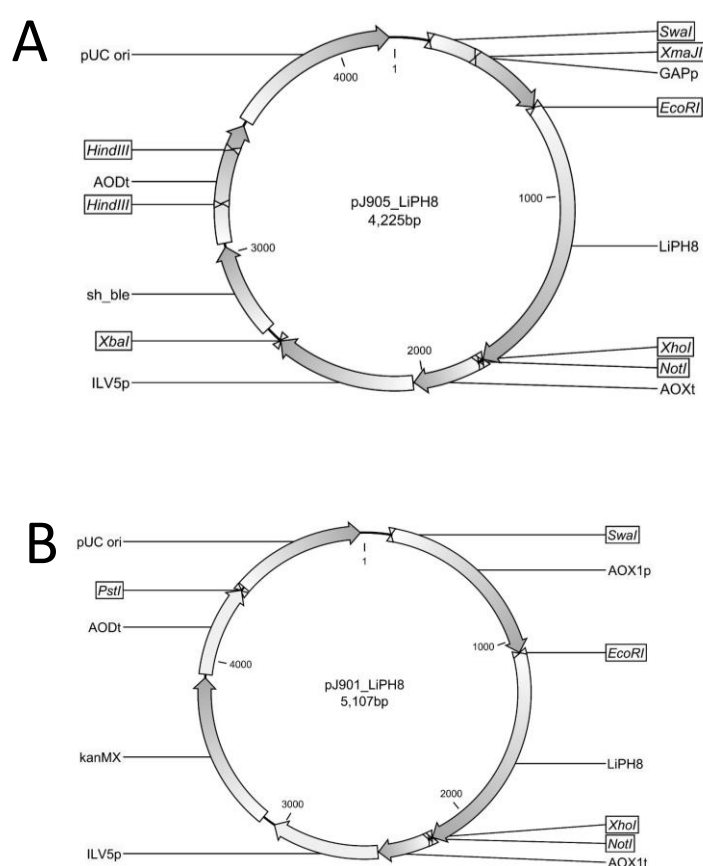 A
pUC ori
4000
1
SwaI
XmaJI
GAPp
EcoRI
HindIII
AODt
HindIII
pJ905_LiPH8
4,225bp
1000
LiPH8
3000
sh_ble
XbaI
2000
XhoI
NotI
ILV5p
AOXt
B
pUC ori
1
SwaI
PstI
AOX1p
AODt
1000
EcoRI
4000
pJ901_LiPH8
5,107bp
kanMX
LiPH8
2000
3000
XhoI
NotI
ILV5p
AOX1t